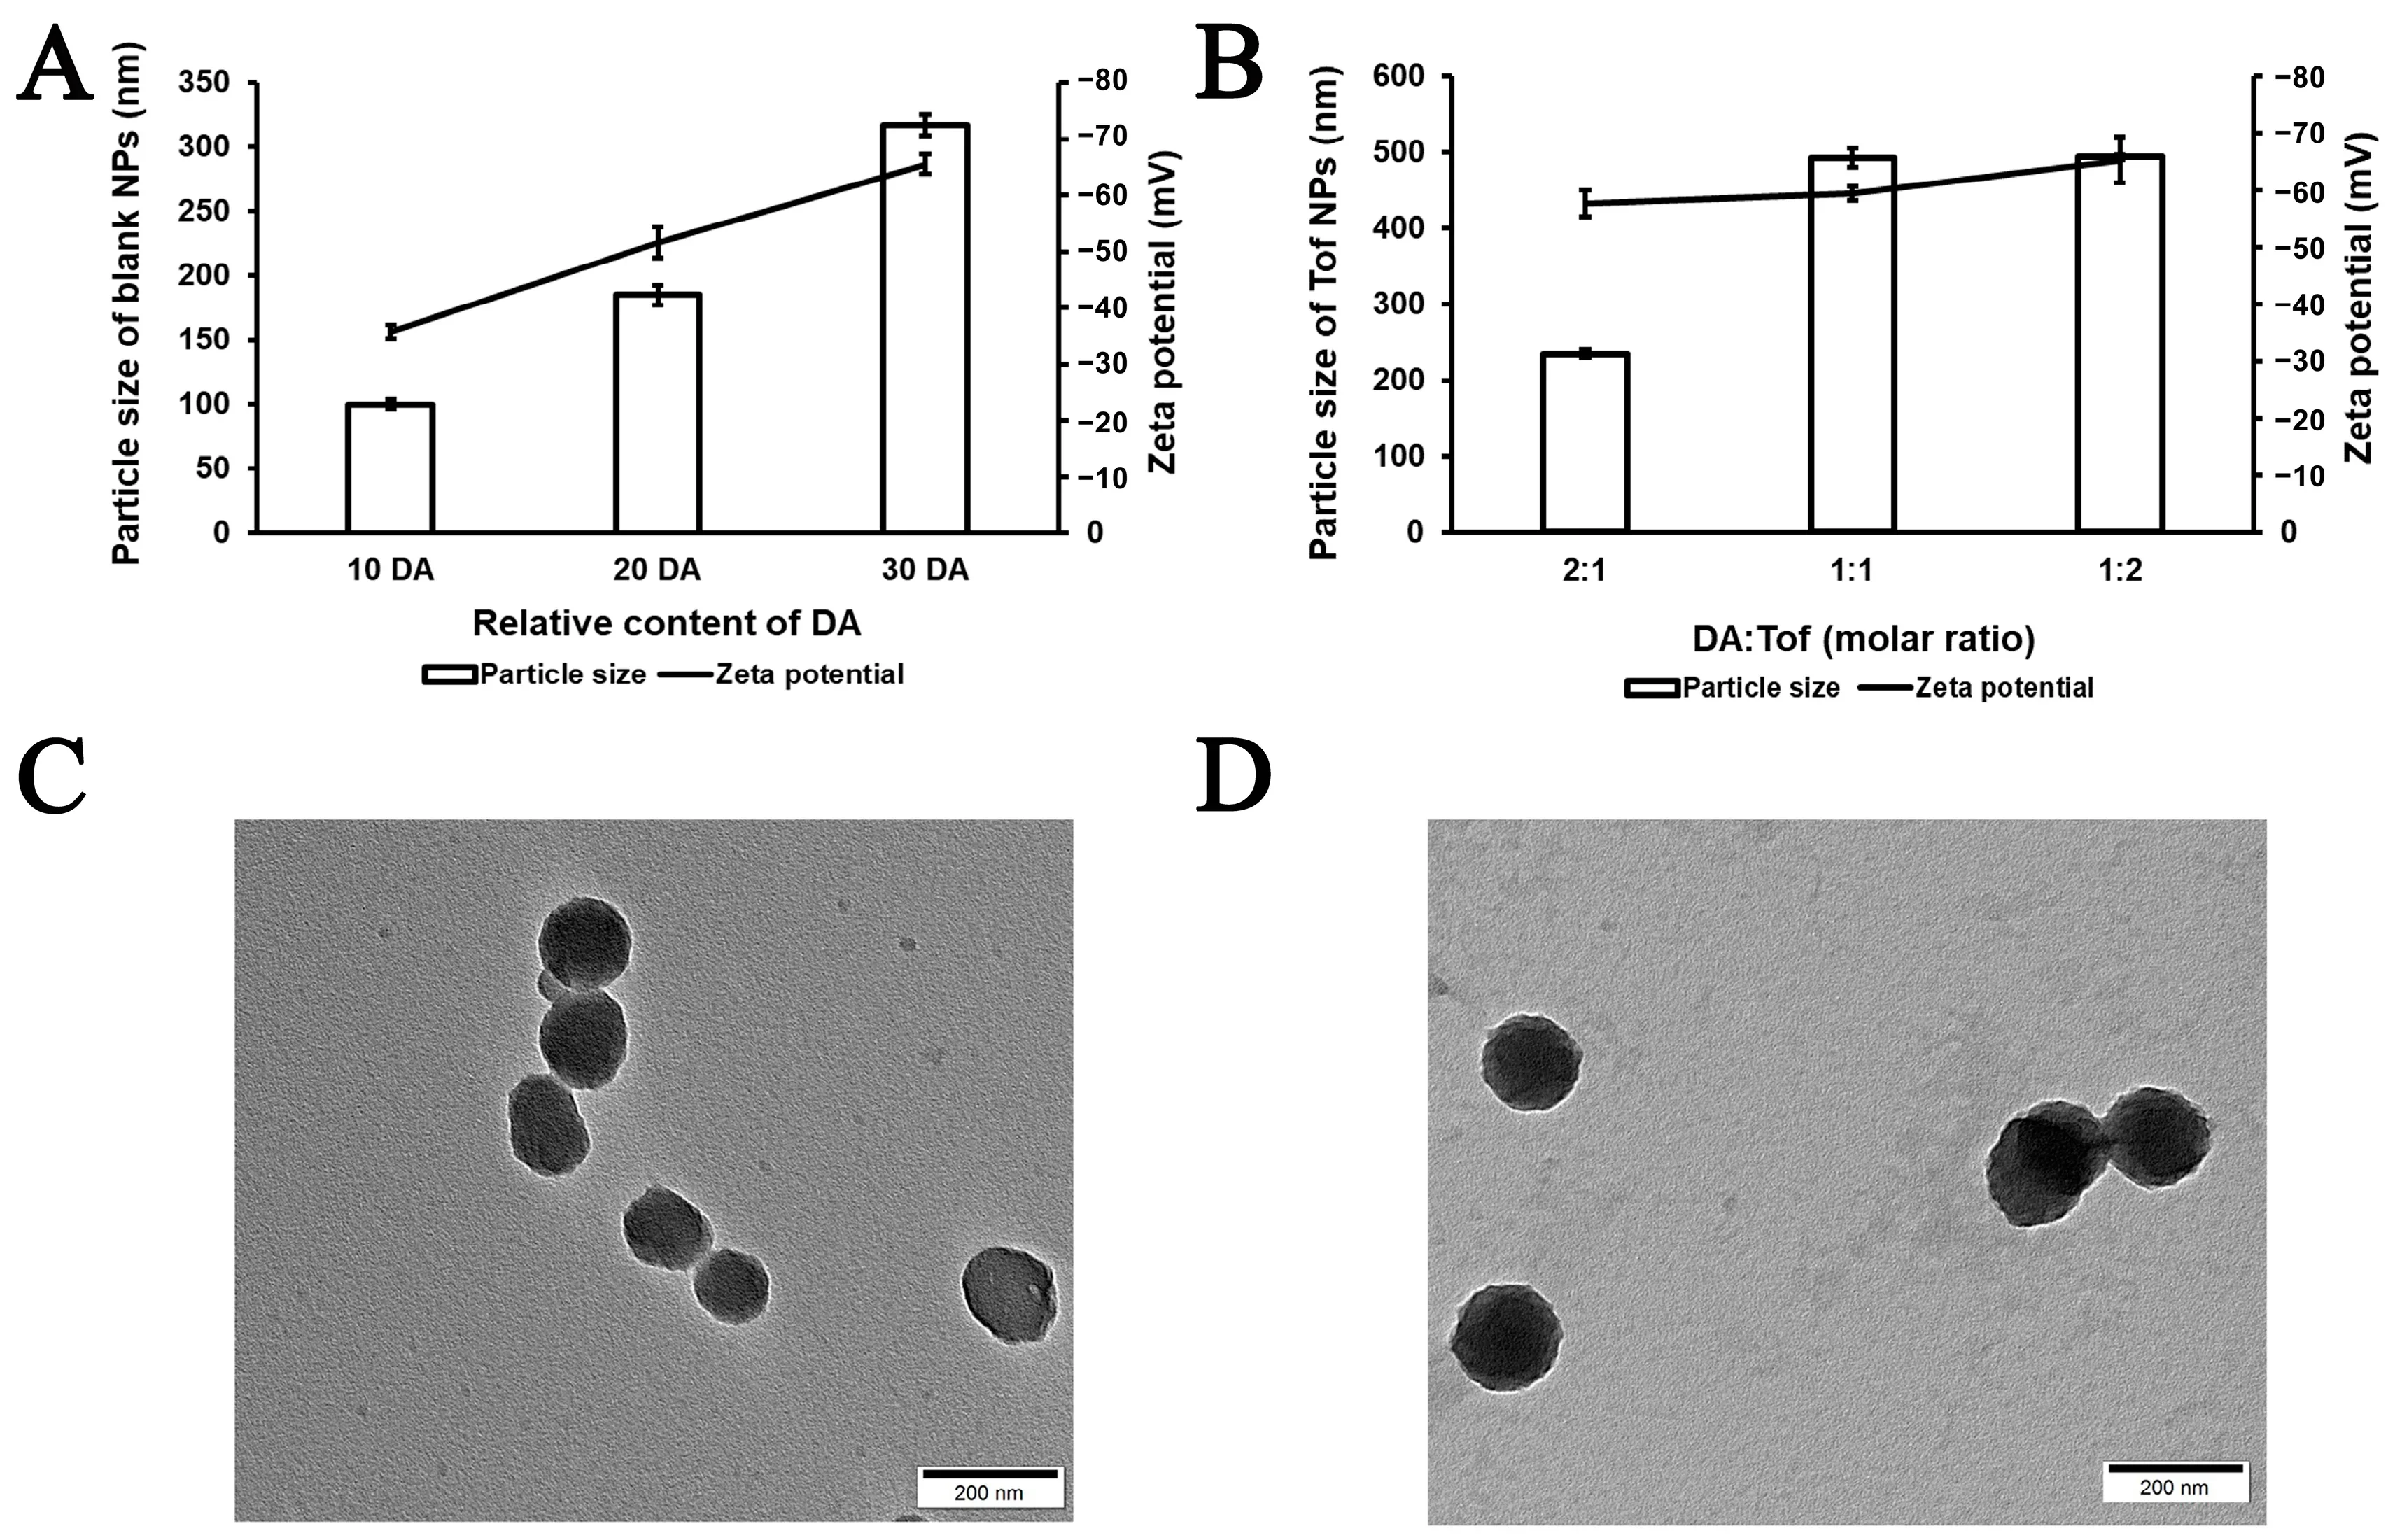 A
Particle size of blank NPs (nm)
350
300
250
200
150
100
50
0
−80
−70
−60
−50
−40
−30
−20
−10
0
Zeta potential (mV)
10 DA 20 DA 30 DA
Relative content of DA
Particle size Zeta potential
B
Particle size of Tof NPs (nm)
600
500
400
300
200
100
0
−80
−70
−60
−50
−40
−30
−20
−10
0
Zeta potential (mV)
2:1 1:1 1:2
DA:Tof (molar ratio)
Particle size Zeta potential
C
200 nm
D
200 nm